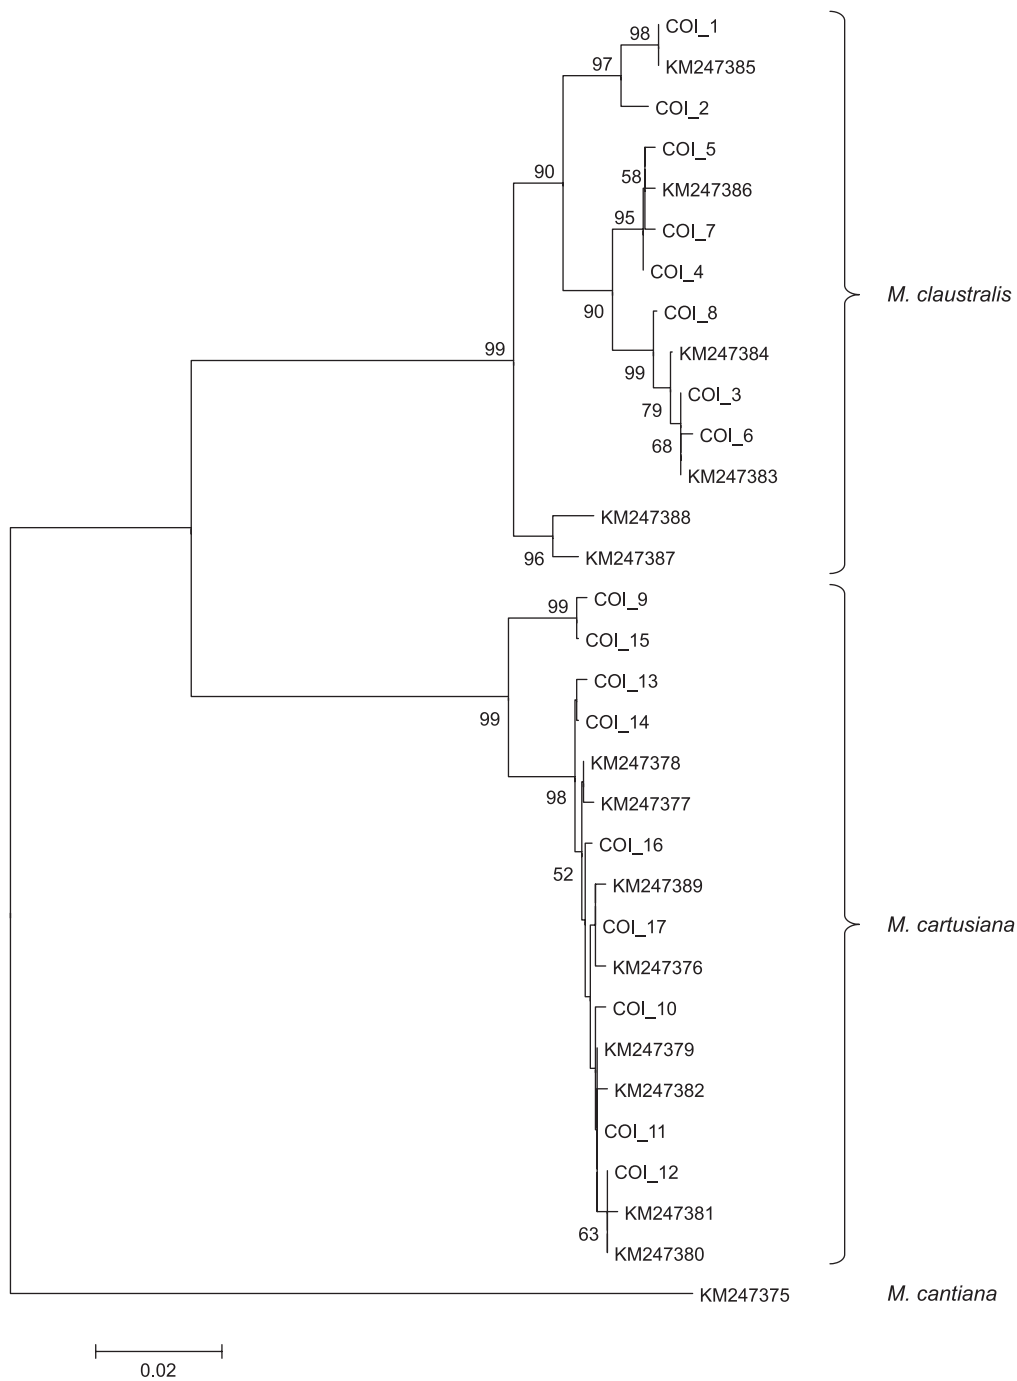 98 COI_1
97 KM247385
COI_2
COI_5
90 58 KM247386
95 COI_7
COI_4
M. claustralis
90 COI_8
99 KM247384
99 COI_3
79 COI_6
68 KM247383
KM247388
96 KM247387
99 COI_9
COI_15
COI_13
99 COI_14
KM247378
98 KM247377
COI_16
52 KM247389
COI_17 M. cartusiana
KM247376
COI_10
KM247379
KM247382
COI_11
COI_12
KM247381
63 KM247380
KM247375 M. cantiana
0.02